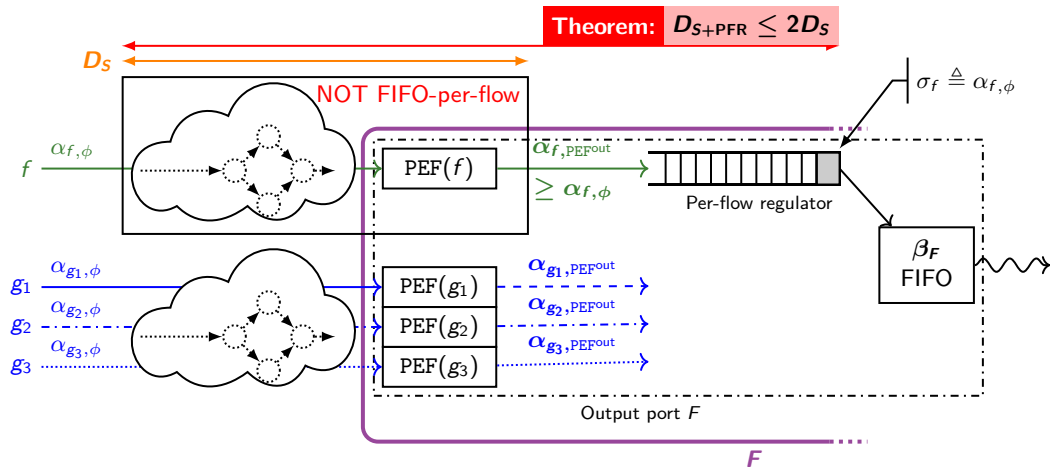 Theorem: D_{S+PFR} ≤ 2D_S
D_S
NOT FIFO-per-flow
σ_f ≜ α_{f,ϕ}
f
α_{f,ϕ}
PEF(f)
α_{f,PEF^{out}}
≥ α_{f,ϕ}
Per-flow regulator
β_F
FIFO
g_1
α_{g_1,ϕ}
PEF(g_1)
α_{g_1,PEF^{out}}
g_2
α_{g_2,ϕ}
PEF(g_2)
α_{g_2,PEF^{out}}
g_3
α_{g_3,ϕ}
PEF(g_3)
α_{g_3,PEF^{out}}
Output port F
F